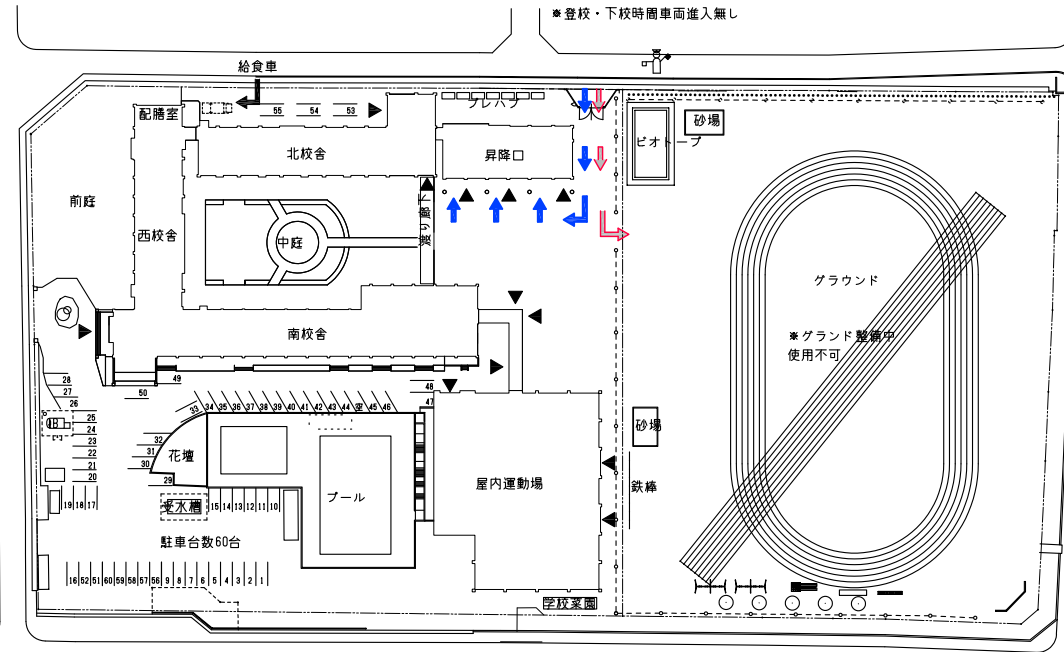 ※登校・下校時間車両進入無し
給食車
プレハブ
配膳室
55 54 53
北校舎
昇降口
ビオトープ
砂場
前庭
西校舎
中庭
渡り廊下
グラウンド
南校舎
※グランド整備中
使用不可
28
27
26
25
24
23
22
21
20
19 18 17
49
50
48
47
33 34 35 36 37 38 39 40 41 42 43 44 空 45 46
32
31
30
29
花壇
プール
屋内運動場
砂場
鉄棒
受水槽
15 14 13 12 11 10
駐車台数60台
16 52 51 60 59 58 57 56 9 8 7 6 5 4 3 2 1
学校菜園